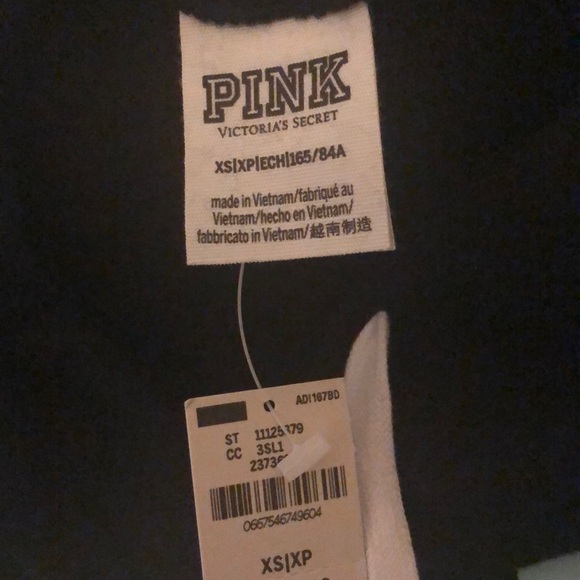 PINK
VICTORIA'S SECRET
XS|XP|ECH|165/84A
made in Vietnam/fabriqué au
Vietnam/hecho en Vietnam/
fabbricato in Vietnam/越南制造
ADI167BD
ST 11125379
CC 3SL1
0667546749604
XS|XP